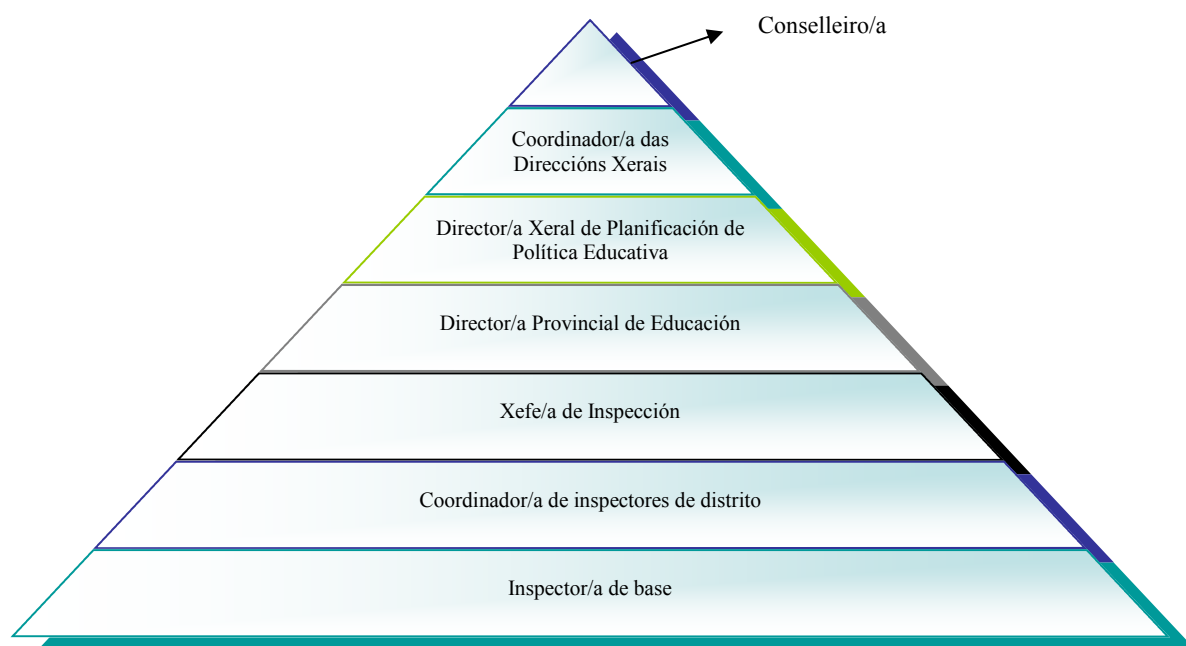 Conselleiro/a
Coordinador/a das
Direccións Xerais
Director/a Xeral de Planificación de
Política Educativa
Director/a Provincial de Educación
Xefe/a de Inspección
Coordinador/a de inspectores de distrito
Inspector/a de base